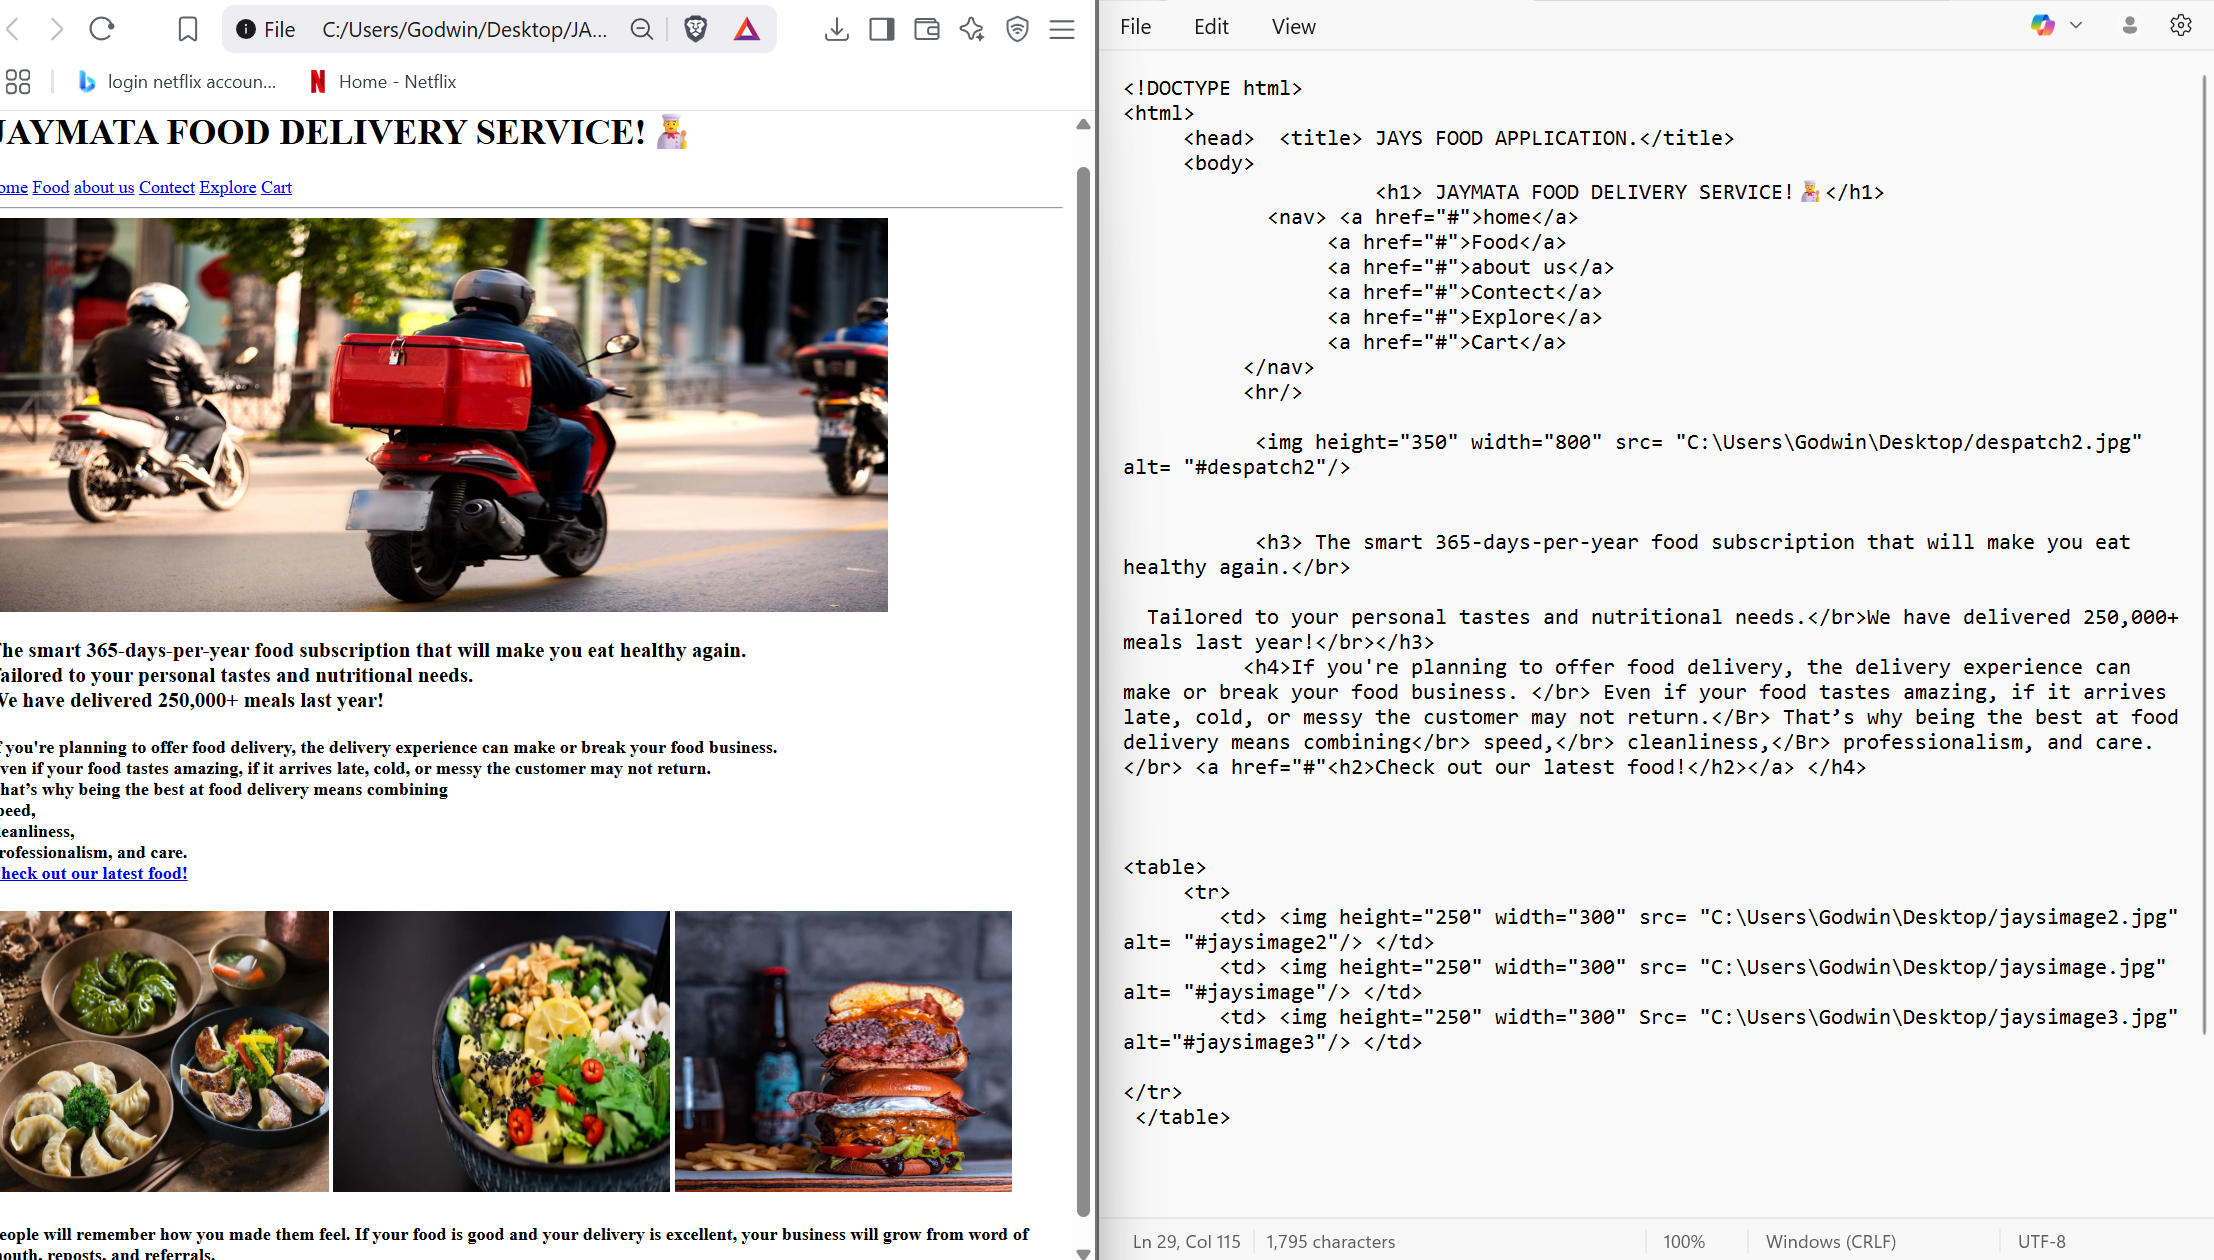 File C:/Users/Godwin/Desktop/JA...
login netflix accoun... Home - Netflix
JAYMATA FOOD DELIVERY SERVICE! 🧑‍🍳
ome Food about us Contect Explore Cart
he smart 365-days-per-year food subscription that will make you eat healthy again.
ailored to your personal tastes and nutritional needs.
We have delivered 250,000+ meals last year!
f you're planning to offer food delivery, the delivery experience can make or break your food business.
ven if your food tastes amazing, if it arrives late, cold, or messy the customer may not return.
hat’s why being the best at food delivery means combining
peed,
leanliness,
rofessionalism, and care.
heck out our latest food!
eople will remember how you made them feel. If your food is good and your delivery is excellent, your business will grow from word of
outh, reposts, and referrals.
File Edit View
<!DOCTYPE html>
<html>
<head> <title> JAYS FOOD APPLICATION.</title>
<body>
<h1> JAYMATA FOOD DELIVERY SERVICE!🧑‍🍳</h1>
<nav> <a href="#">home</a>
<a href="#">Food</a>
<a href="#">about us</a>
<a href="#">Contect</a>
<a href="#">Explore</a>
<a href="#">Cart</a>
</nav>
<hr/>
<img height="350" width="800" src= "C:\Users\Godwin\Desktop/despatch2.jpg"
alt= "#despatch2"/>
<h3> The smart 365-days-per-year food subscription that will make you eat
healthy again.</br>
Tailored to your personal tastes and nutritional needs.</br>We have delivered 250,000+
meals last year!</br></h3>
<h4>If you're planning to offer food delivery, the delivery experience can
make or break your food business. </br> Even if your food tastes amazing, if it arrives
late, cold, or messy the customer may not return.</Br> That’s why being the best at food
delivery means combining</br> speed,</br> cleanliness,</Br> professionalism, and care.
</br> <a href="#"<h2>Check out our latest food!</h2></a> </h4>
<table>
<tr>
<td> <img height="250" width="300" src= "C:\Users\Godwin\Desktop/jaysimage2.jpg"
alt= "#jaysimage2"/> </td>
<td> <img height="250" width="300" src= "C:\Users\Godwin\Desktop/jaysimage.jpg"
alt= "#jaysimage"/> </td>
<td> <img height="250" width="300" Src= "C:\Users\Godwin\Desktop/jaysimage3.jpg"
alt="#jaysimage3"/> </td>
</tr>
</table>
Ln 29, Col 115 1,795 characters 100% Windows (CRLF) UTF-8